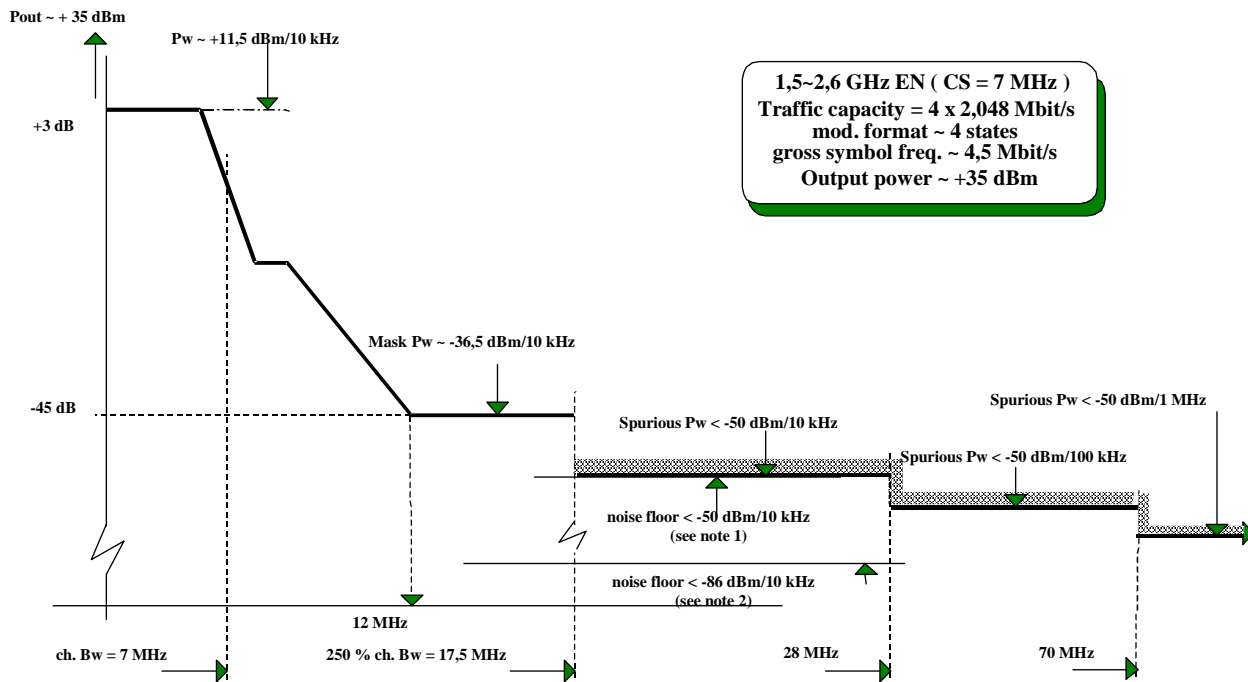 Pout ~ + 35 dBm
Pw ~ +11,5 dBm/10 kHz
1,5~2,6 GHz EN ( CS = 7 MHz )
Traffic capacity = 4 x 2,048 Mbit/s
mod. format ~ 4 states
gross symbol freq. ~ 4,5 Mbit/s
Output power ~ +35 dBm
+3 dB
Mask Pw ~ -36,5 dBm/10 kHz
-45 dB
Spurious Pw < -50 dBm/1 MHz
Spurious Pw < -50 dBm/10 kHz
Spurious Pw < -50 dBm/100 kHz
noise floor < -50 dBm/10 kHz
(see note 1)
noise floor < -86 dBm/10 kHz
(see note 2)
12 MHz
ch. Bw = 7 MHz
250 % ch. Bw = 17,5 MHz
28 MHz
70 MHz